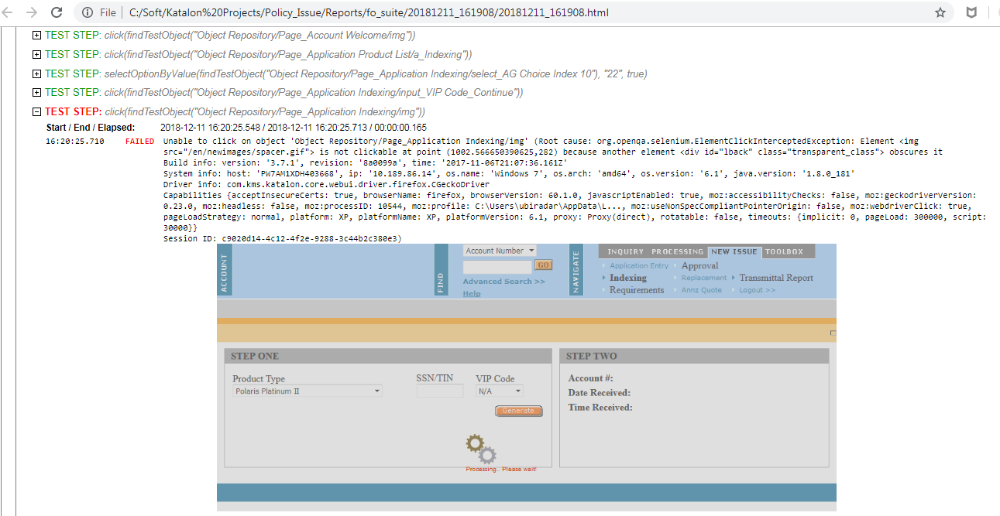 File C:/Soft/Katalon%20Projects/Policy_Issue/Reports/fo_suite/20181211_161908/20181211_161908.html
TEST STEP: click(findTestObject("Object Repository/Page_Account Welcome/img"))
TEST STEP: click(findTestObject("Object Repository/Page_Application Product List/a_Indexing"))
TEST STEP: selectOptionByValue(findTestObject("Object Repository/Page_Application Indexing/select_AG Choice Index 10"), "22", true)
TEST STEP: click(findTestObject("Object Repository/Page_Application Indexing/input_VIP Code_Continue"))
TEST STEP: click(findTestObject("Object Repository/Page_Application Indexing/img"))
Start / End / Elapsed: 2018-12-11 16:20:25.548 / 2018-12-11 16:20:25.713 / 00:00:00.165
16:20:25.710 FAILED Unable to click on object 'Object Repository/Page_Application Indexing/img' (Root cause: org.openqa.selenium.ElementClickInterceptedException: Element <img
src="/en/newimages/spacer.gif"> is not clickable at point (1002.566650390625,282) because another element <div id="lback" class="transparent_class"> obscures it
Build info: version: '3.7.1', revision: '8a0099a', time: '2017-11-06T21:07:36.161Z'
System info: host: 'PW7AM1XDH403668', ip: '10.189.86.14', os.name: 'Windows 7', os.arch: 'amd64', os.version: '6.1', java.version: '1.8.0_181'
Driver info: com.kms.katalon.core.webui.driver.firefox.CGeckoDriver
Capabilities {acceptInsecureCerts: true, browserName: firefox, browserVersion: 60.1.0, javascriptEnabled: true, moz:accessibilityChecks: false, moz:geckodriverVersion:
0.23.0, moz:headless: false, moz:processID: 10544, moz:profile: C:\Users\ubiradar\AppData\L..., moz:useNonSpecCompliantPointerOrigin: false, moz:webdriverClick: true,
pageLoadStrategy: normal, platform: XP, platformName: XP, platformVersion: 6.1, proxy: Proxy(direct), rotatable: false, timeouts: {implicit: 0, pageLoad: 300000, script:
30000}}
Session ID: c9020d14-4c12-4f2e-9288-3c44b2c380e3)
ACCOUNT
FIND
Account Number
GO
Advanced Search >>
Help
NAVIGATE
INQUIRY PROCESSING NEW ISSUE TOOLBOX
Application Entry Approval
Indexing Replacement Transmittal Report
Requirements Annz Quote Logout >>
STEP ONE
Product Type SSN/TIN VIP Code
Polaris Platinum II N/A
Generate
Processing.. Please wait!
STEP TWO
Account #:
Date Received:
Time Received: